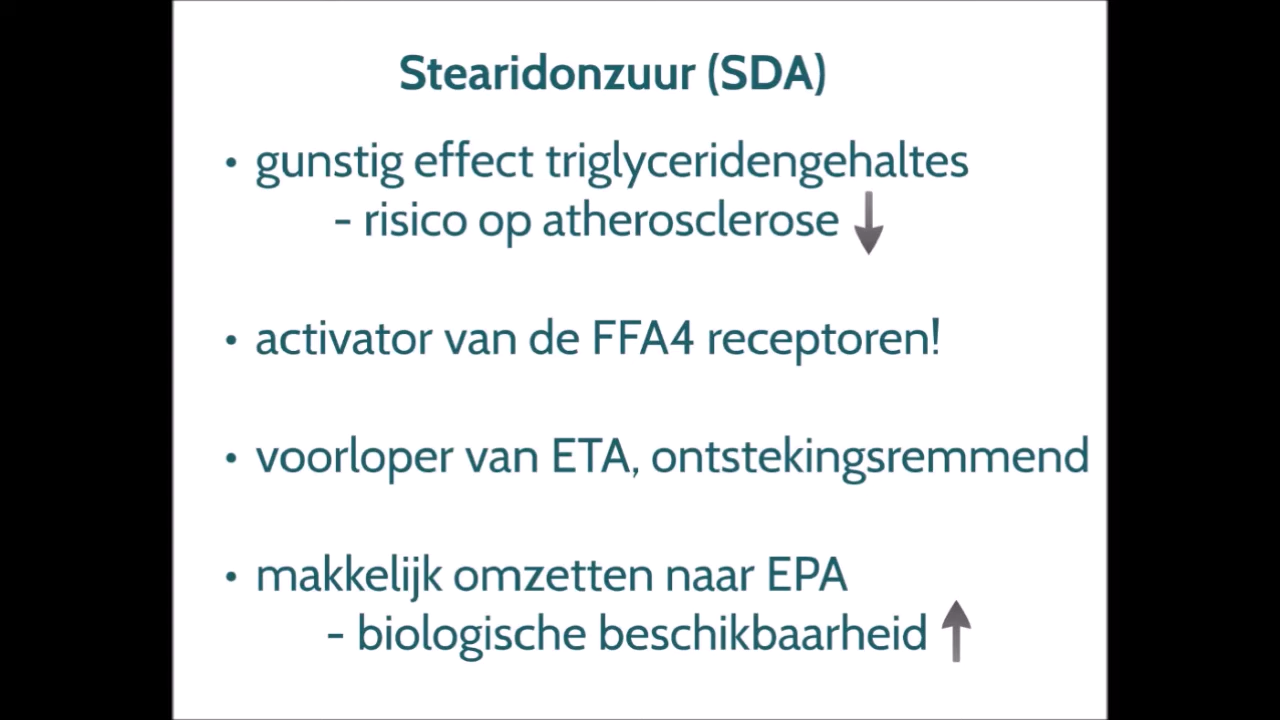 Stearidonzuur (SDA)
• gunstig effect triglyceridengehaltes
- risico op atherosclerose ↓
• activator van de FFA4 receptoren!
• voorloper van ETA, ontstekingsremmend
• makkelijk omzetten naar EPA
- biologische beschikbaarheid ↑